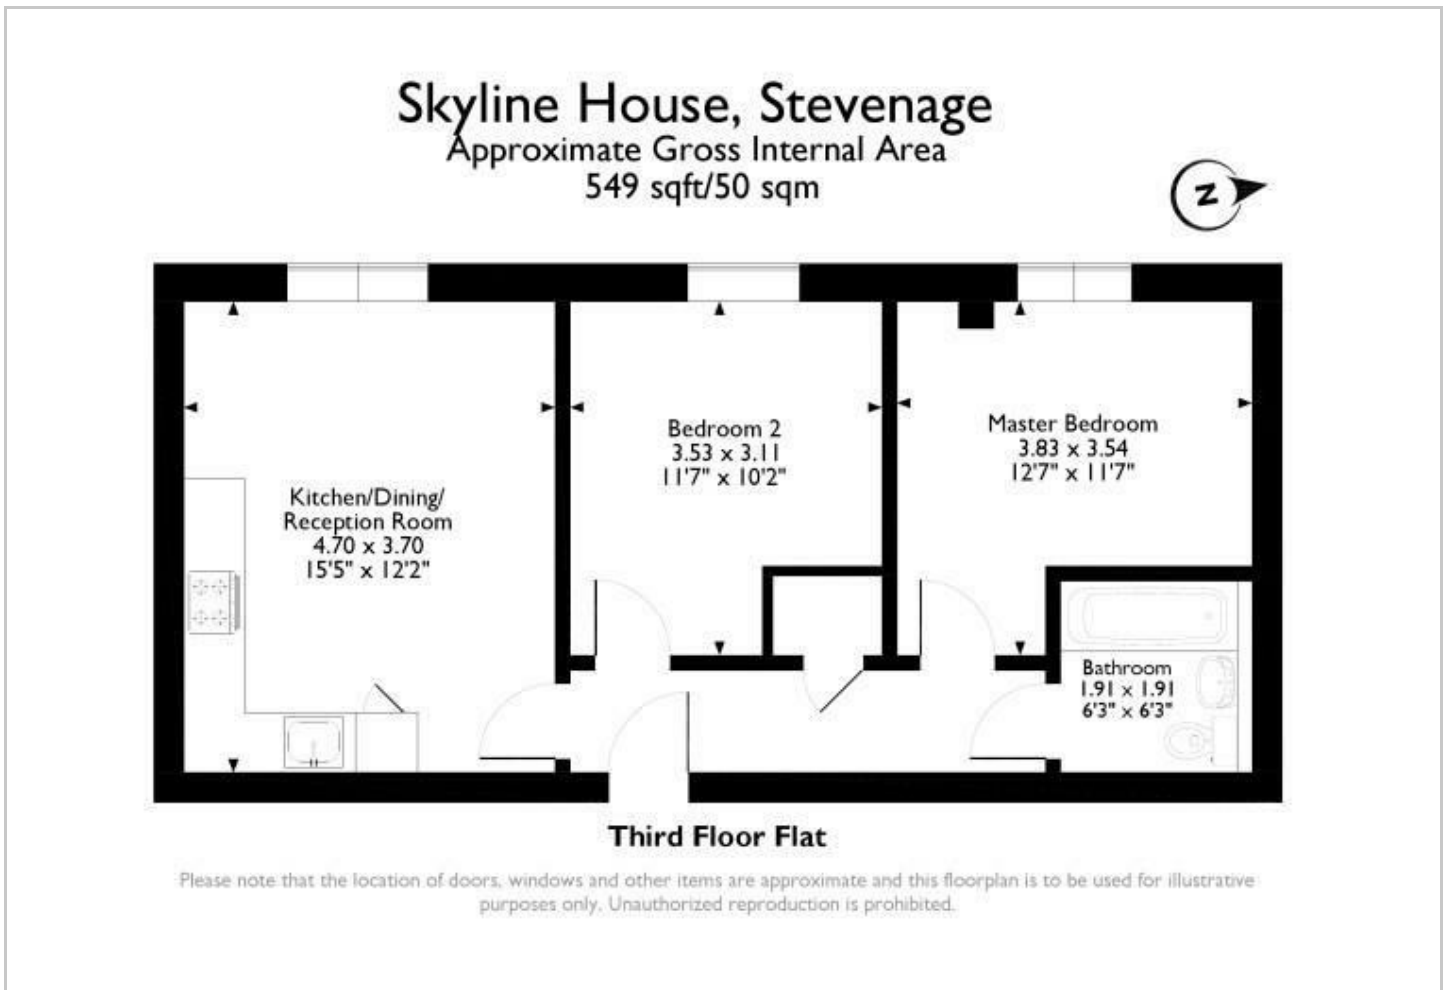 Skyline House, Stevenage
Approximate Gross Internal Area
549 sqft/50 sqm
N
Kitchen/Dining/
Reception Room
4.70 x 3.70
15'5" x 12'2"
Bedroom 2
3.53 x 3.11
11'7" x 10'2"
Master Bedroom
3.83 x 3.54
12'7" x 11'7"
Bathroom
1.91 x 1.91
6'3" x 6'3"
Third Floor Flat
Please note that the location of doors, windows and other items are approximate and this floorplan is to be used for illustrative
purposes only. Unauthorized reproduction is prohibited.